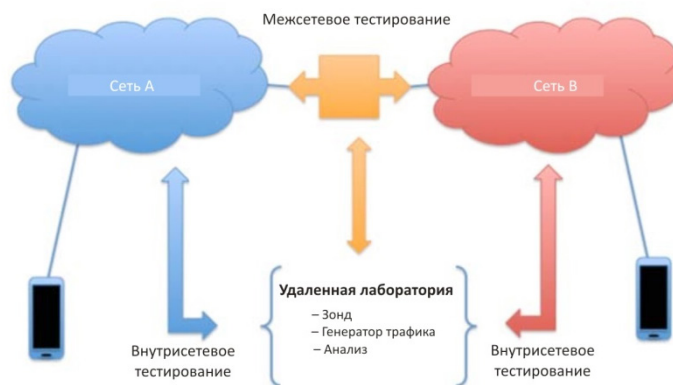 Межсетевое тестирование
Сеть A
Сеть B
Удаленная лаборатория
– Зонд
– Генератор трафика
– Анализ
Внутрисетевое
тестирование
Внутрисетевое
тестирование